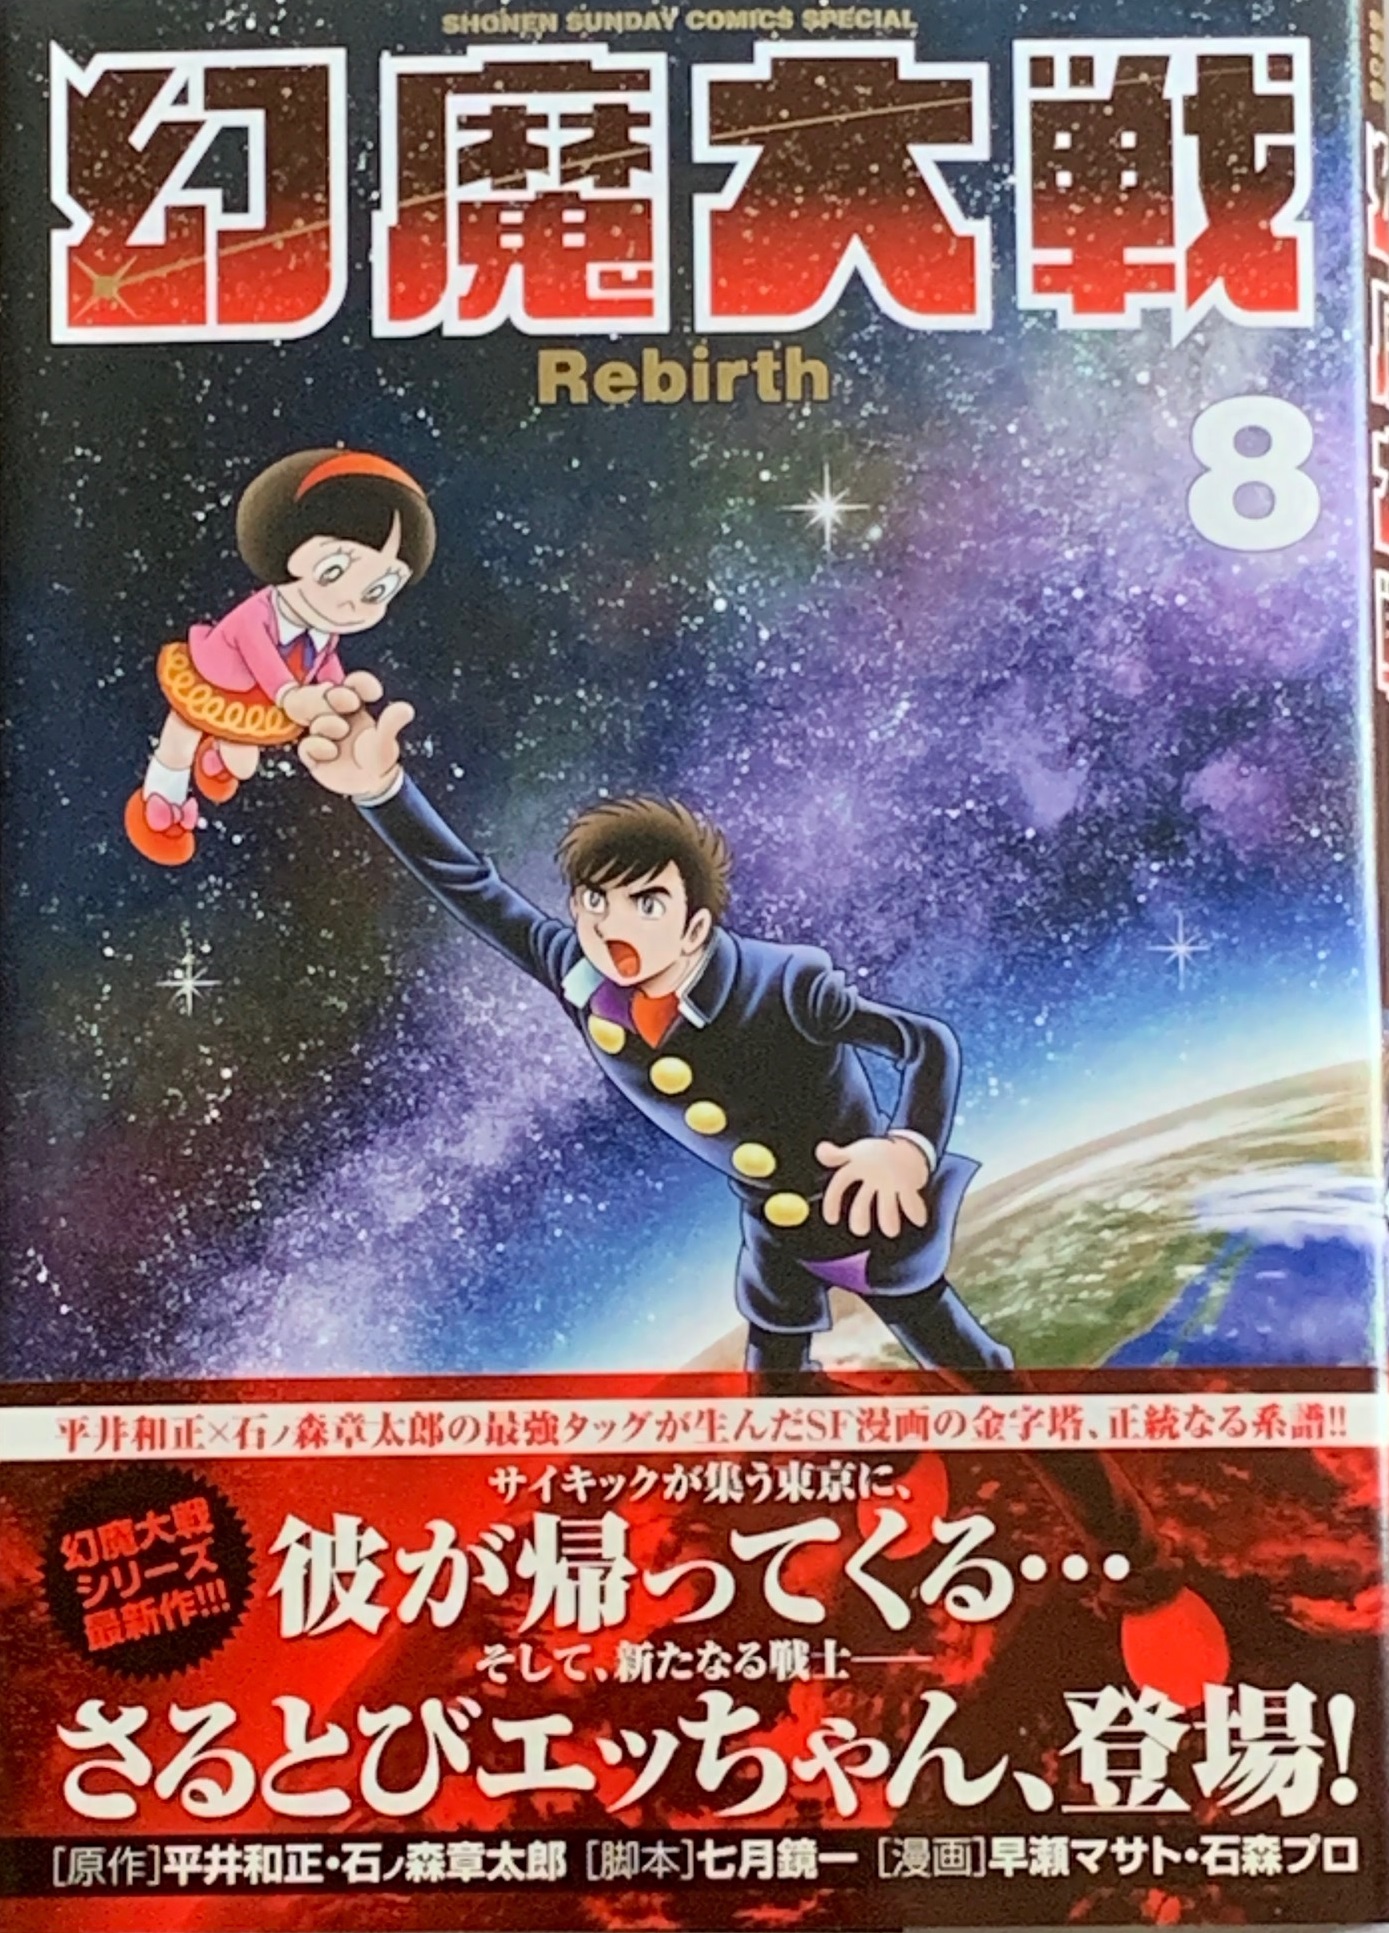 SHONEN SUNDAY COMICS SPECIAL
幻魔大戦
Rebirth
8
平井和正×石ノ森章太郎の最強タッグが生んだSF漫画の金字塔、正統なる系譜!!
サイキックが集う東京に、
幻魔大戦
シリーズ
最新作!!!
彼が帰ってくる…
そして、新たなる戦士――
さるとびエッちゃん、登場!
[原作]平井和正・石ノ森章太郎 [脚本]七月鏡一 [漫画]早瀬マサト・石森プロ